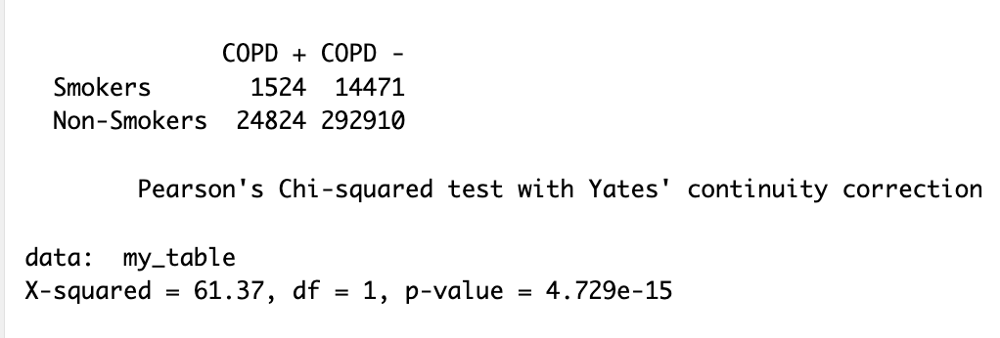 COPD + COPD -
Smokers 1524 14471
Non-Smokers 24824 292910
Pearson's Chi-squared test with Yates' continuity correction
data: my_table
X-squared = 61.37, df = 1, p-value = 4.729e-15